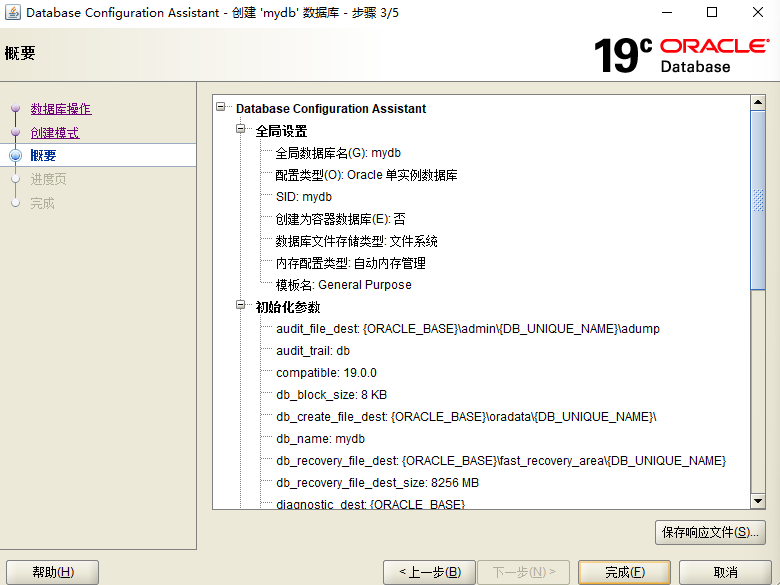 Database Configuration Assistant - 创建 'mydb' 数据库 - 步骤 3/5
概要
19c ORACLE®
Database
数据库操作
创建模式
概要
进度页
完成
Database Configuration Assistant
全局设置
全局数据库名(G): mydb
配置类型(O): Oracle 单实例数据库
SID: mydb
创建为容器数据库(E): 否
数据库文件存储类型: 文件系统
内存配置类型: 自动内存管理
模板名: General Purpose
初始化参数
audit_file_dest: {ORACLE_BASE}\admin\{DB_UNIQUE_NAME}\adump
audit_trail: db
compatible: 19.0.0
db_block_size: 8 KB
db_create_file_dest: {ORACLE_BASE}\oradata\{DB_UNIQUE_NAME}\
db_name: mydb
db_recovery_file_dest: {ORACLE_BASE}\fast_recovery_area\{DB_UNIQUE_NAME}
db_recovery_file_dest_size: 8256 MB
diagnostic_dest: {ORACLE_BASE}
保存响应文件(S)...
帮助(H)
< 上一步(B)
下一步(N) >
完成(F)
取消